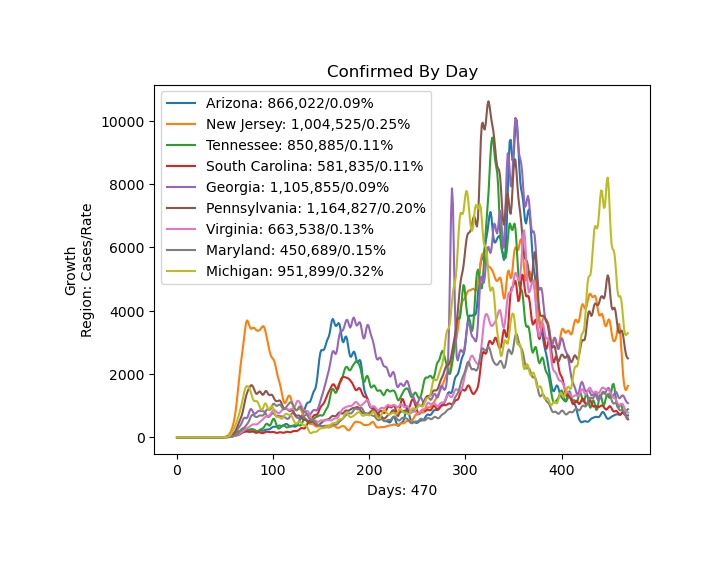 Confirmed By Day
Growth
Region: Cases/Rate
10000
8000
6000
4000
2000
0
Arizona: 866,022/0.09%
New Jersey: 1,004,525/0.25%
Tennessee: 850,885/0.11%
South Carolina: 581,835/0.11%
Georgia: 1,105,855/0.09%
Pennsylvania: 1,164,827/0.20%
Virginia: 663,538/0.13%
Maryland: 450,689/0.15%
Michigan: 951,899/0.32%
0 100 200 300 400
Days: 470